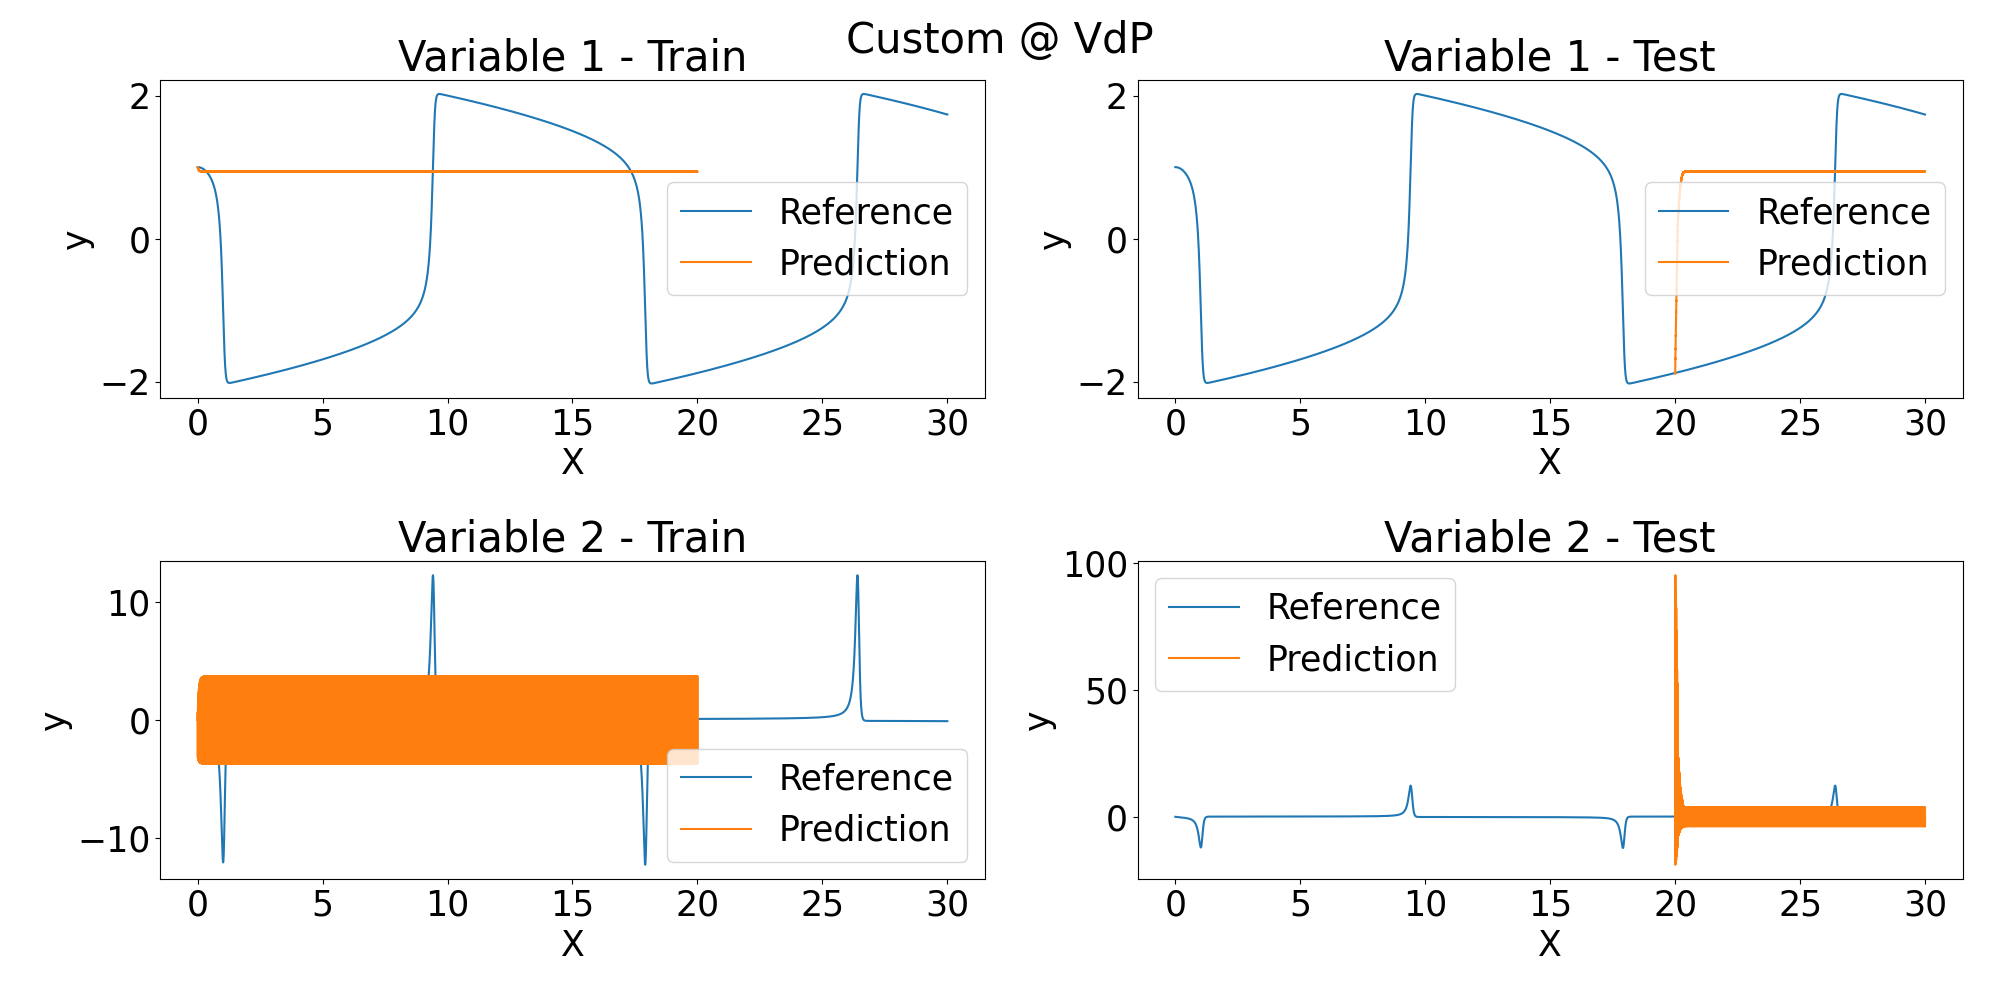 Custom @ VdP
Variable 1 - Train
2
0
−2
y
Reference
Prediction
0 5 10 15 20 25 30
X
Variable 1 - Test
2
0
−2
y
Reference
Prediction
0 5 10 15 20 25 30
X
Variable 2 - Train
10
0
−10
y
Reference
Prediction
0 5 10 15 20 25 30
X
Variable 2 - Test
100
50
0
y
Reference
Prediction
0 5 10 15 20 25 30
X